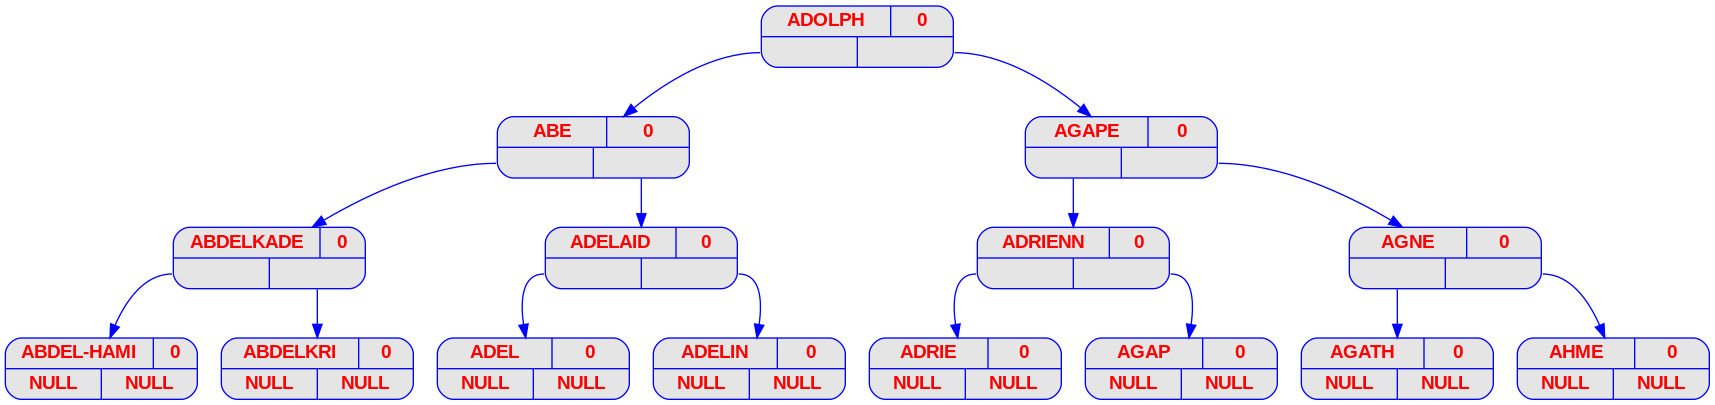 ADOLPH 0
ABE 0
AGAPE 0
ABDELKADE 0
ADELAID 0
ADRIENN 0
AGNE 0
ABDEL-HAMI 0
NULL NULL
ABDELKRI 0
NULL NULL
ADEL 0
NULL NULL
ADELIN 0
NULL NULL
ADRIE 0
NULL NULL
AGAP 0
NULL NULL
AGATH 0
NULL NULL
AHME 0
NULL NULL